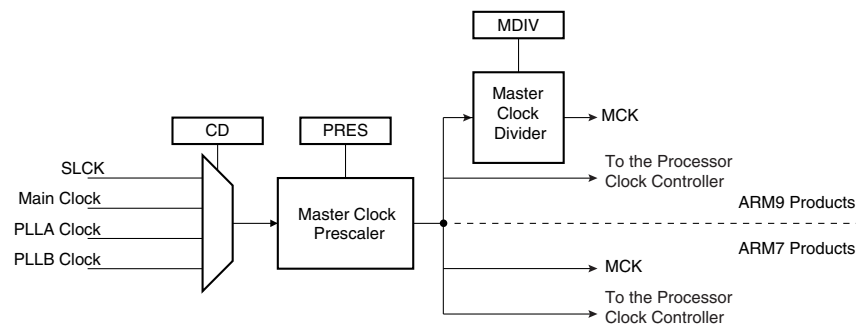 MDIV
Master
Clock
Divider
MCK
CD
PRES
SLCK
Main Clock
PLLA Clock
PLLB Clock
Master Clock
Prescaler
To the Processor
Clock Controller
ARM9 Products
ARM7 Products
MCK
To the Processor
Clock Controller